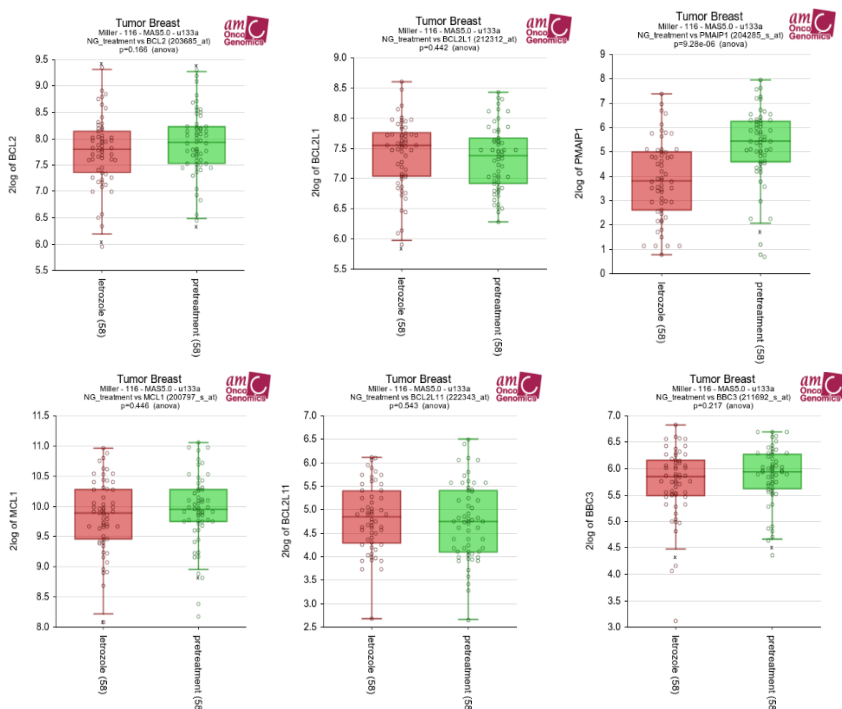 Tumor Breast
Miller - 116 - MAS5.0 - u133a
NG_treatment vs BCL2 (203685_at)
p=0.166 (anova)
amc
Onco
Genomics
2log of BCL2
9.5
9.0
8.5
8.0
7.5
7.0
6.5
6.0
5.5
letrozole (58)
pretreatment (58)
Tumor Breast
Miller - 116 - MAS5.0 - u133a
NG_treatment vs BCL2L1 (212312_at)
p=0.442 (anova)
amc
Onco
Genomics
2log of BCL2L1
9.0
8.5
8.0
7.5
7.0
6.5
6.0
5.5
letrozole (58)
pretreatment (58)
Tumor Breast
Miller - 116 - MAS5.0 - u133a
NG_treatment vs PMAIP1 (204285_s_at)
p=9.28e-06 (anova)
amc
Onco
Genomics
2log of PMAIP1
9
8
7
6
5
4
3
2
1
0
letrozole (58)
pretreatment (58)
Tumor Breast
Miller - 116 - MAS5.0 - u133a
NG_treatment vs MCL1 (200797_s_at)
p=0.446 (anova)
amc
Onco
Genomics
2log of MCL1
11.5
11.0
10.5
10.0
9.5
9.0
8.5
8.0
letrozole (58)
pretreatment (58
Tumor Breast
Miller - 116 - MAS5.0 - u133a
NG_treatment vs BCL2L11 (222343_at)
p=0.543 (anova)
amc
Onco
Genomics
2log of BCL2L11
7.0
6.5
6.0
5.5
5.0
4.5
4.0
3.5
3.0
2.5
letrozole (58)
pretreatment (58
Tumor Breast
Miller - 116 - MAS5.0 - u133a
NG_treatment vs BBC3 (211692_s_at)
p=0.217 (anova)
amc
Onco
Genomics
2log of BBC3
7.0
6.5
6.0
5.5
5.0
4.5
4.0
3.5
3.0
letrozole (58)
pretreatment (58)